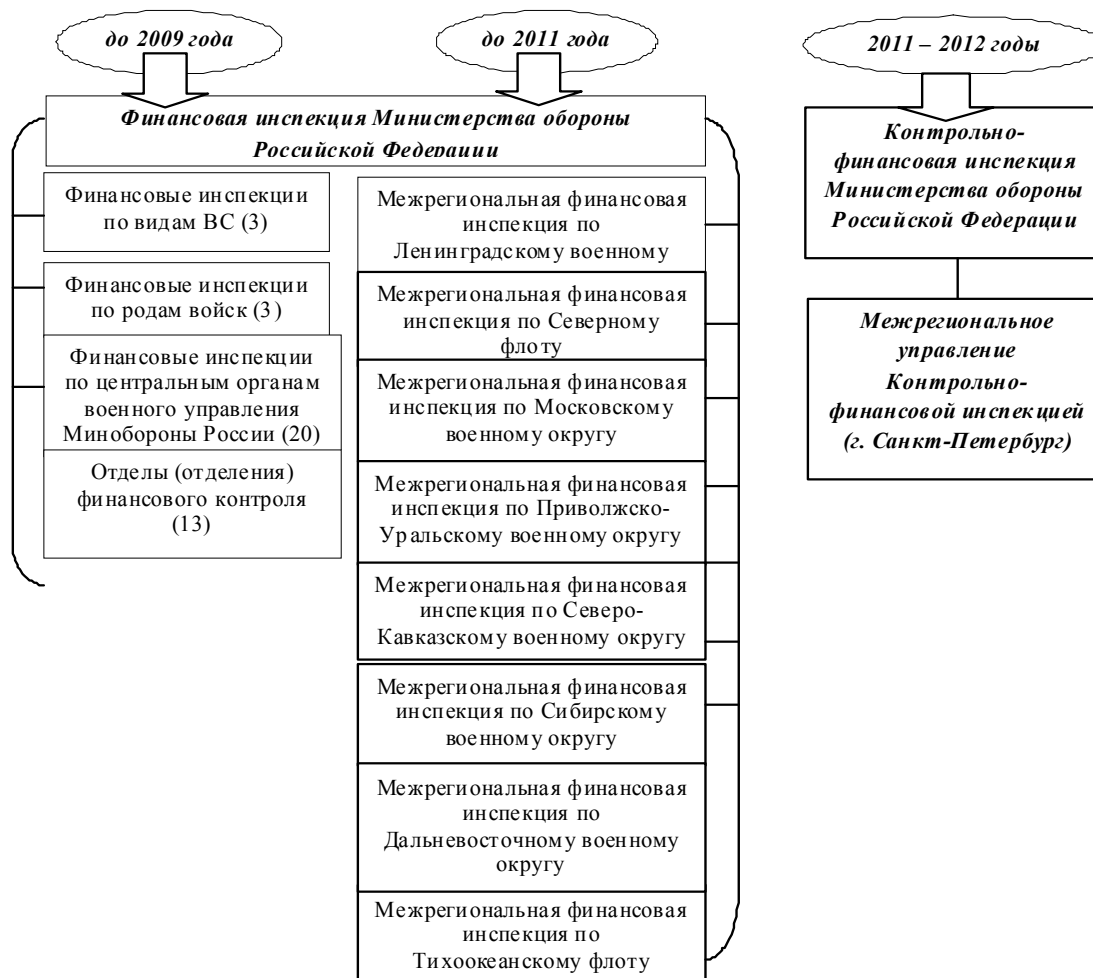 до 2009 года
до 2011 года
2011 – 2012 годы
Финансовая инспекция Министерства обороны
Российской Федерации
Финансовые инспекции
по видам ВС (3)
Финансовые инспекции
по родам войск (3)
Финансовые инспекции
по центральным органам
военного управления
Минобороны России (20)
Отделы (отделения)
финансового контроля
(13)
Межрегиональная финансовая
инспекция по
Ленинградскому военному
Межрегиональная финансовая
инспекция по Северному
флоту
Межрегиональная финансовая
инспекция по Московскому
военному округу
Межрегиональная финансовая
инспекция по Приволжско-
Уральскому военному округу
Межрегиональная финансовая
инспекция по Северо-
Кавказскому военному округу
Межрегиональная финансовая
инспекция по Сибирскому
военному округу
Межрегиональная финансовая
инспекция по
Дальневосточному военному
округу
Межрегиональная финансовая
инспекция по
Тихоокеанскому флоту
Контрольно-
финансовая инспекция
Министерства обороны
Российской Федерации
Межрегиональное
управление
Контрольно-
финансовой инспекцией
(г. Санкт-Петербург)